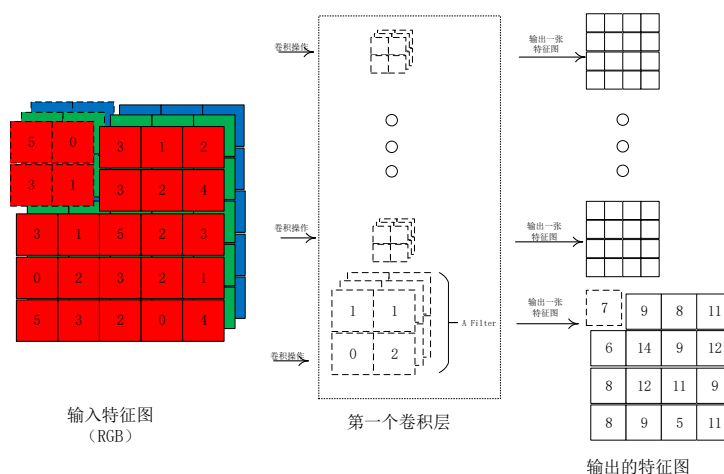 卷积操作
输出一张
特征图
5 0
3 1 2
3 1
3 2 4
3 1 5 2 3
0 2 3 2 1
5 3 2 0 4
卷积操作
输出一张
特征图
1 1
0 2
A Filter
卷积操作
输出一张
特征图
7 9 8 11
6 14 9 12
8 12 11 9
8 9 5 11
输入特征图
（RGB）
第一个卷积层
输出的特征图